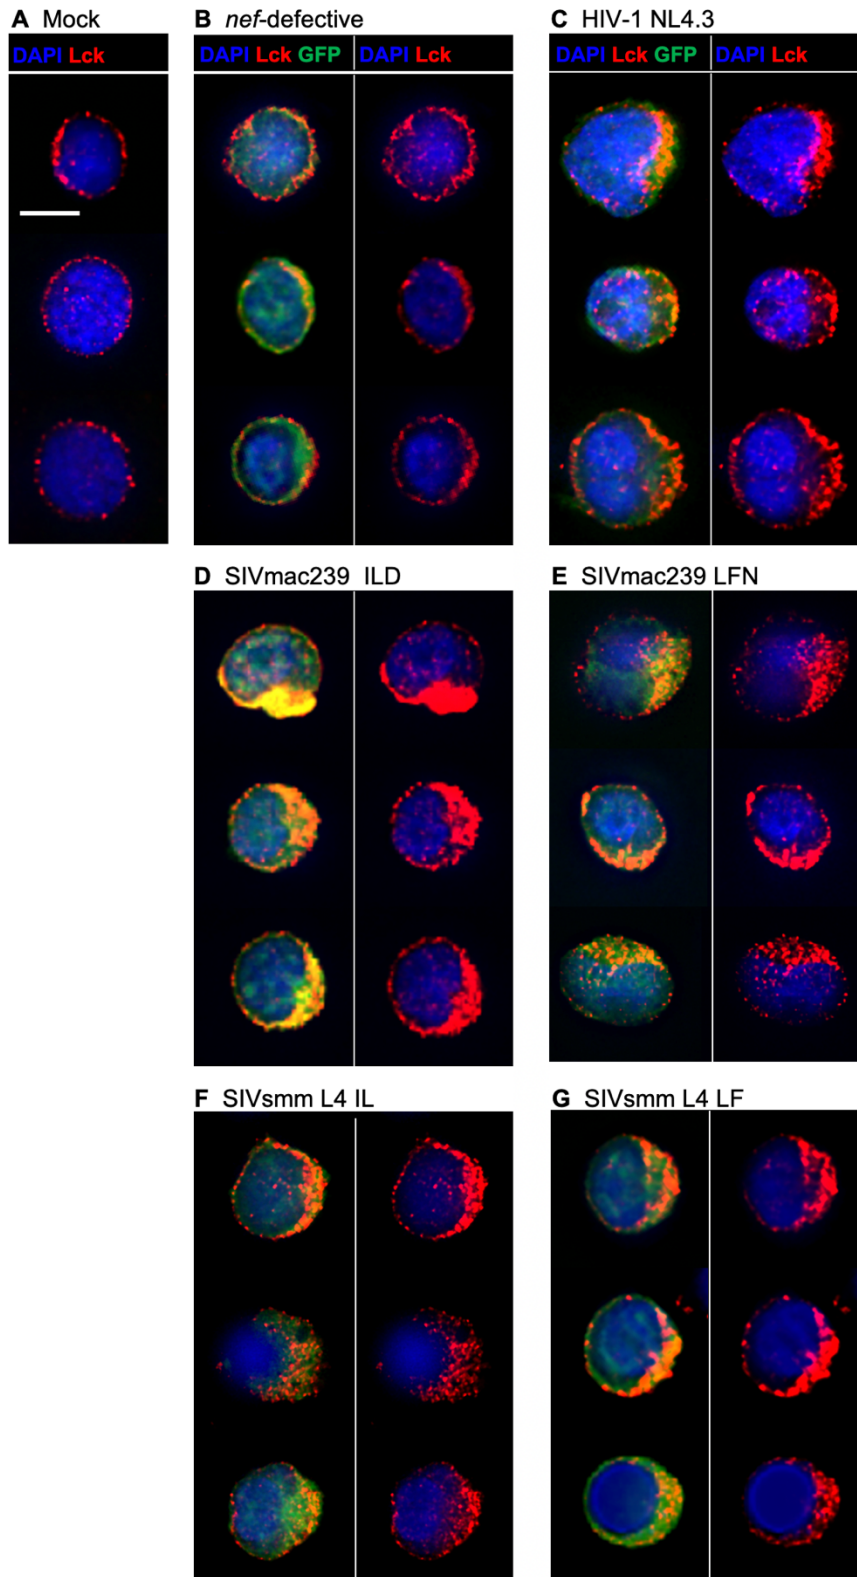 A Mock
B nef-defective
C HIV-1 NL4.3
DAPI Lck
DAPI Lck GFP
DAPI Lck
DAPI Lck GFP
DAPI Lck
D SIVmac239 ILD
E SIVmac239 LFN
F SIVsmm L4 IL
G SIVsmm L4 LF